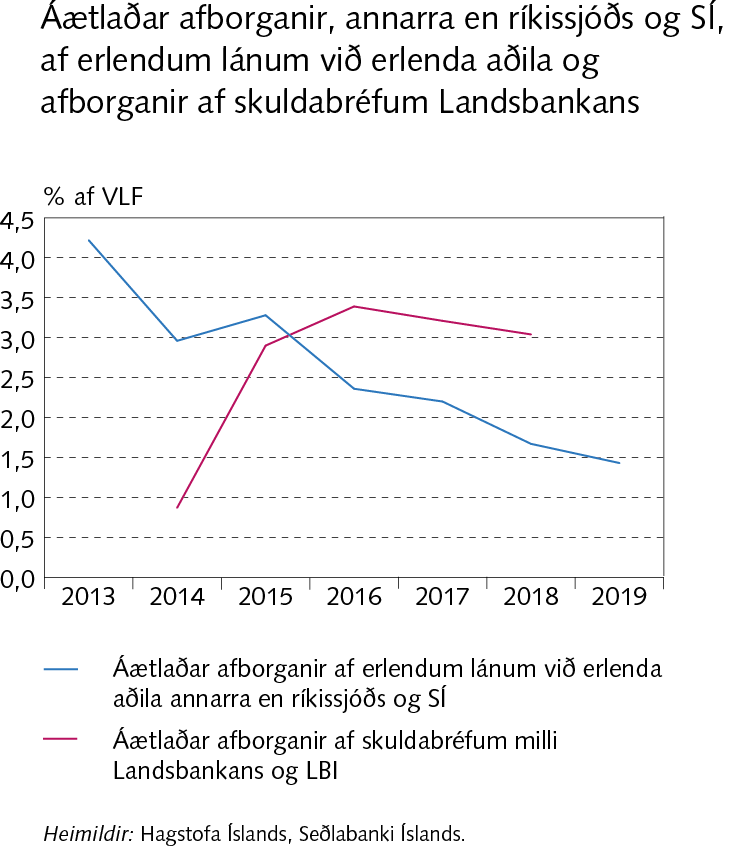 Áætlaðar afborganir, annarra en ríkissjóðs og SÍ,
af erlendum lánum við erlenda aðila og
afborganir af skuldabréfum Landsbankans
% af VLF
4,5
4,0
3,5
3,0
2,5
2,0
1,5
1,0
0,5
0,0
2013 2014 2015 2016 2017 2018 2019
Áætlaðar afborganir af erlendum lánum við erlenda
aðila annarra en ríkissjóðs og SÍ
Áætlaðar afborganir af skuldabréfum milli
Landsbankans og LBI
Heimildir: Hagstofa Íslands, Seðlabanki Íslands.